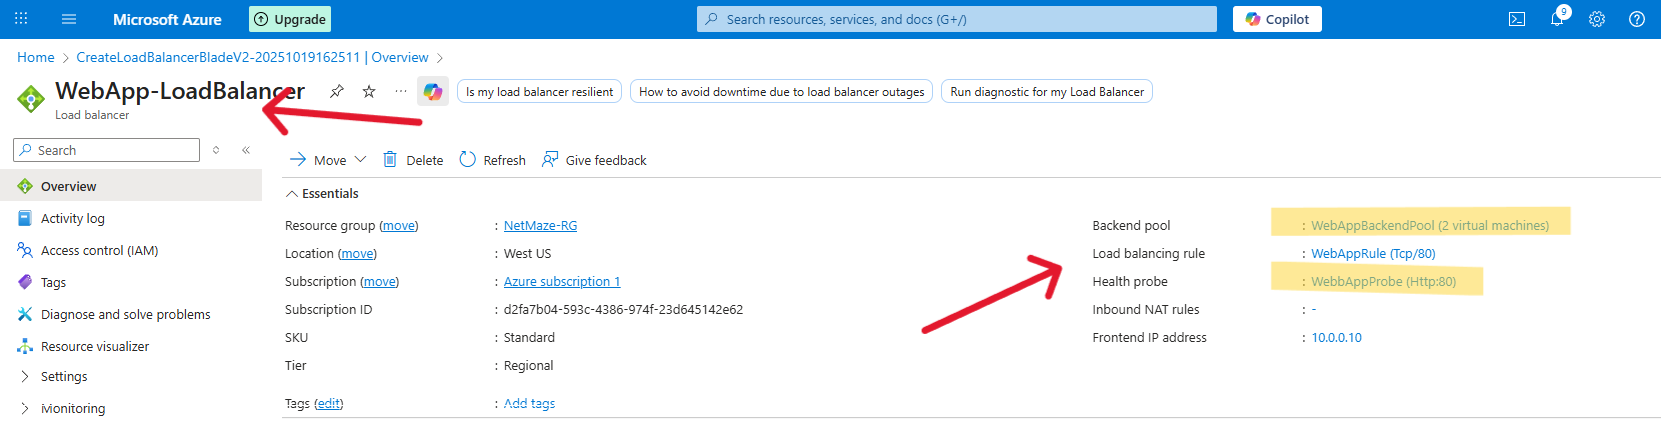 Microsoft Azure
Upgrade
Search resources, services, and docs (G+/)
Copilot
9
Home > CreateLoadBalancerBladeV2-20251019162511 | Overview >
WebApp-LoadBalancer
Load balancer
Is my load balancer resilient
How to avoid downtime due to load balancer outages
Run diagnostic for my Load Balancer
Search
Overview
Activity log
Access control (IAM)
Tags
Diagnose and solve problems
Resource visualizer
Settings
Monitoring
Move
Delete
Refresh
Give feedback
Essentials
Resource group (move) : NetMaze-RG
Location (move) : West US
Subscription (move) : Azure subscription 1
Subscription ID : d2fa7b04-593c-4386-974f-23d645142e62
SKU : Standard
Tier : Regional
Tags (edit) : Add tags
Backend pool : WebAppBackendPool (2 virtual machines)
Load balancing rule : WebAppRule (Tcp/80)
Health probe : WebbAppProbe (Http:80)
Inbound NAT rules : -
Frontend IP address : 10.0.0.10